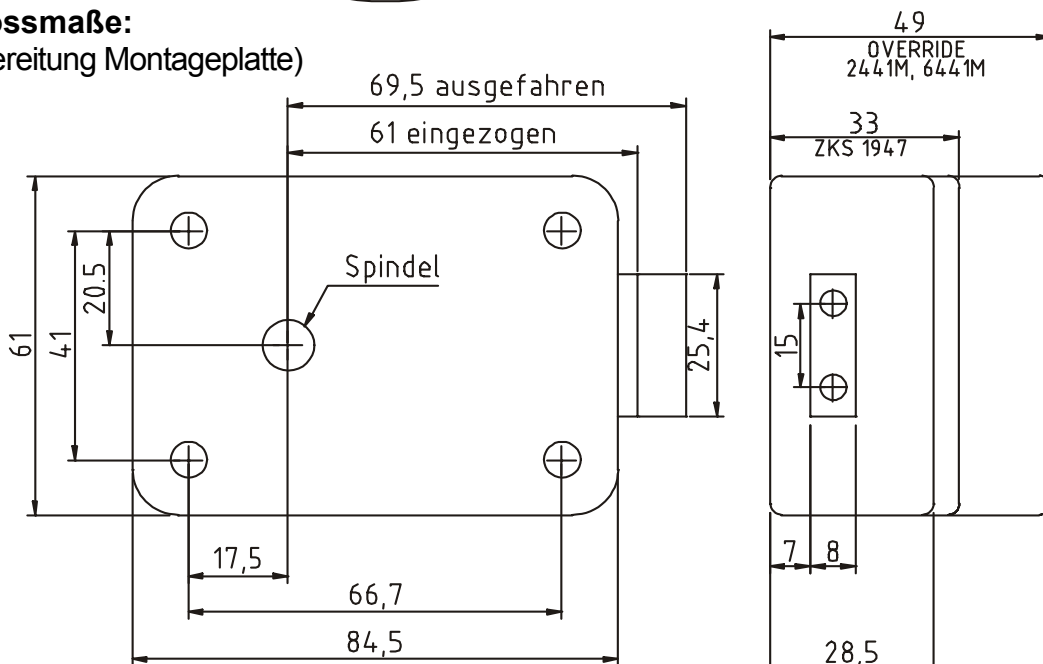 ossmaße:
ereitung Montageplatte)
49
OVERRIDE
2441M, 6441M
69,5 ausgefahren
61 eingezogen
33
ZKS 1947
Spindel
20.5
41
61
25,4
15
17,5
7
8
66,7
84,5
28,5